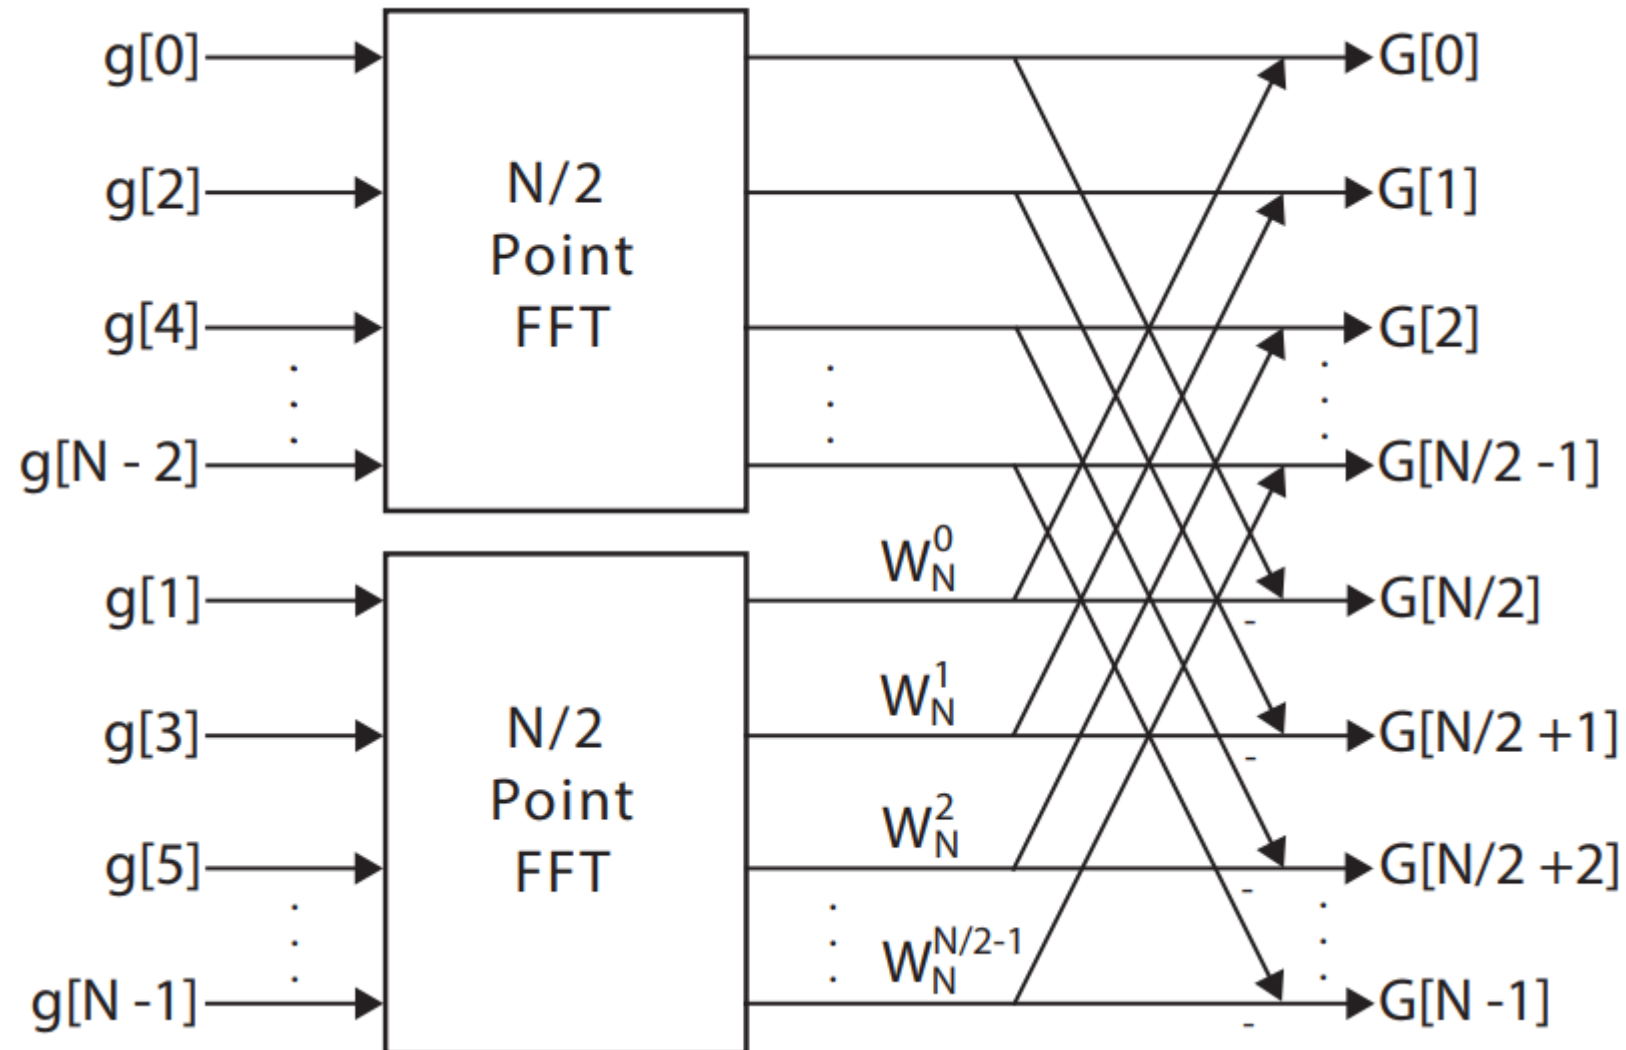 g[0] G[0]
g[2] N/2 G[1]
Point
g[4] FFT G[2]
g[N - 2] G[N/2 -1]
W_N^0
g[1] G[N/2]
-
W_N^1
g[3] N/2 G[N/2 +1]
-
Point
W_N^2
g[5] FFT G[N/2 +2]
-
W_N^{N/2-1}
g[N -1] G[N -1]
-